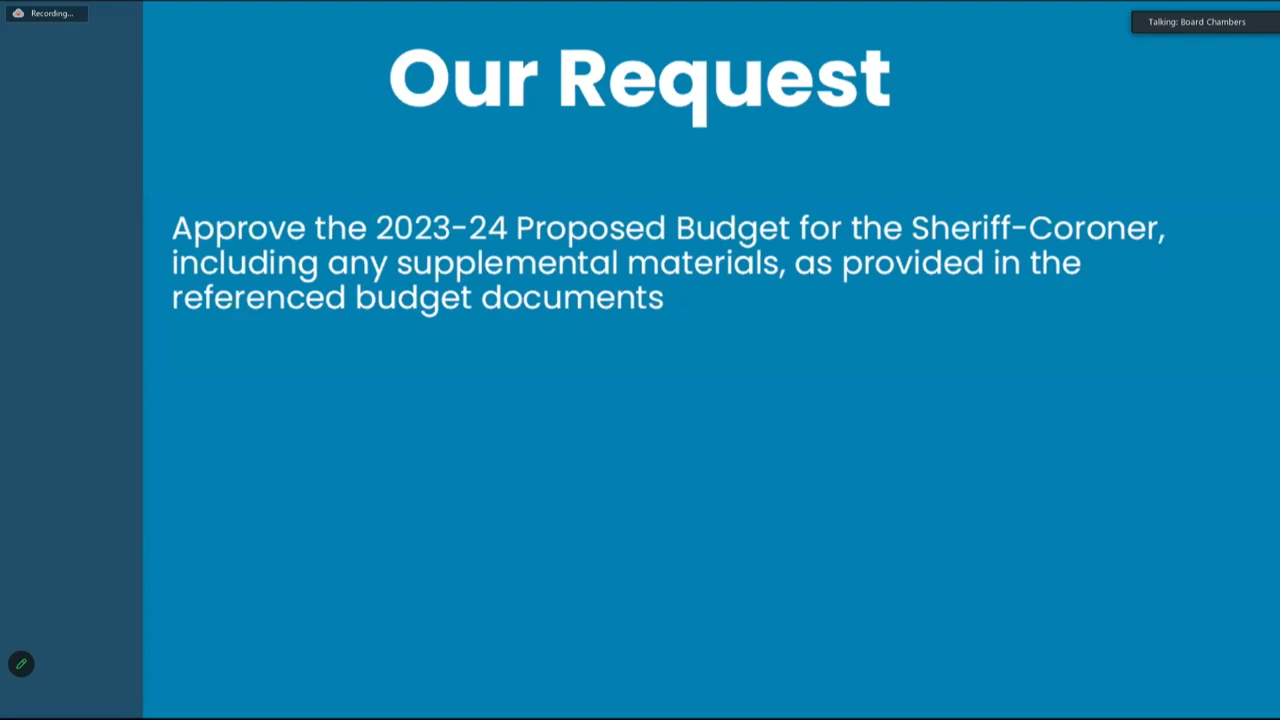 Recording...
Talking: Board Chambers
Our Request
Approve the 2023-24 Proposed Budget for the Sheriff-Coroner,
including any supplemental materials, as provided in the
referenced budget documents